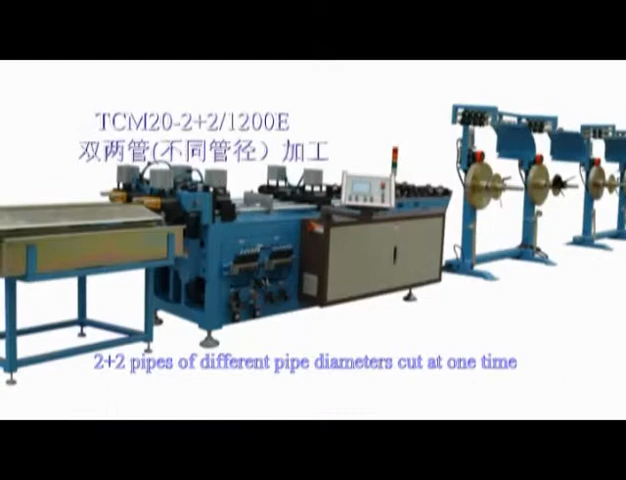 TCM20-2+2/1200E
双两管(不同管径）加工
2+2 pipes of different pipe diameters cut at one time